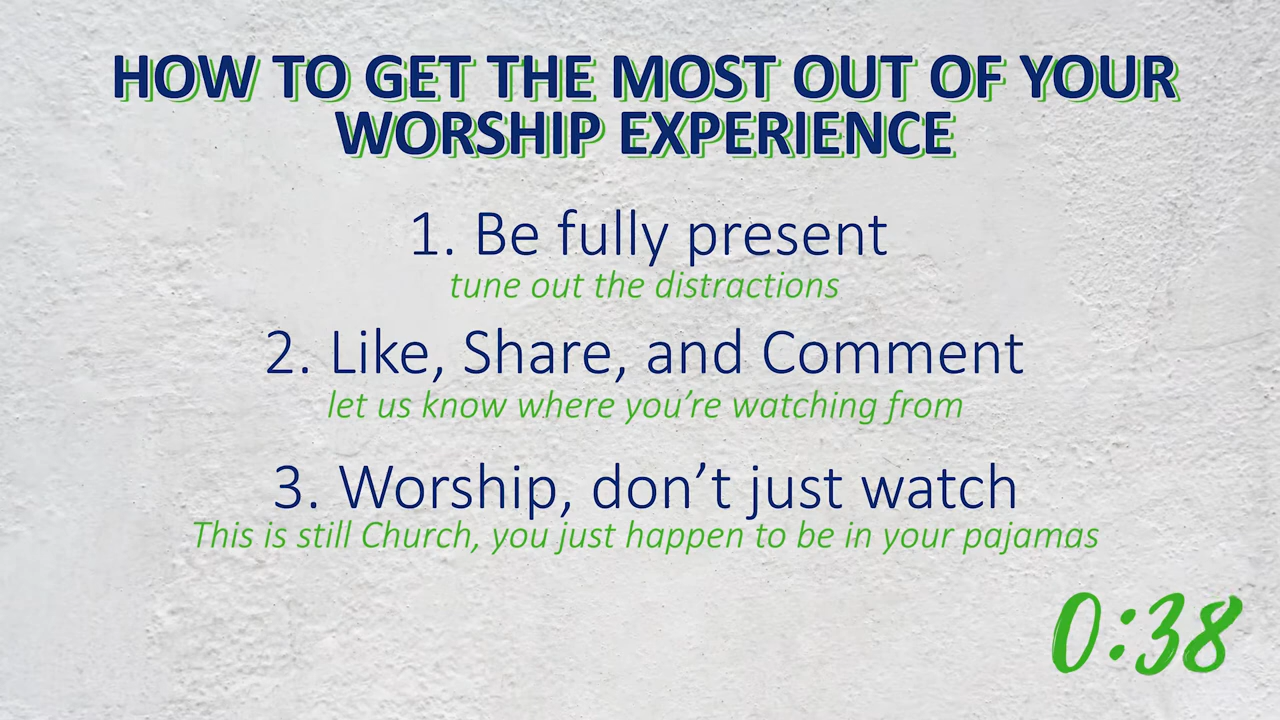 HOW TO GET THE MOST OUT OF YOUR
WORSHIP EXPERIENCE
1. Be fully present
tune out the distractions
2. Like, Share, and Comment
let us know where you’re watching from
3. Worship, don’t just watch
This is still Church, you just happen to be in your pajamas
0:38